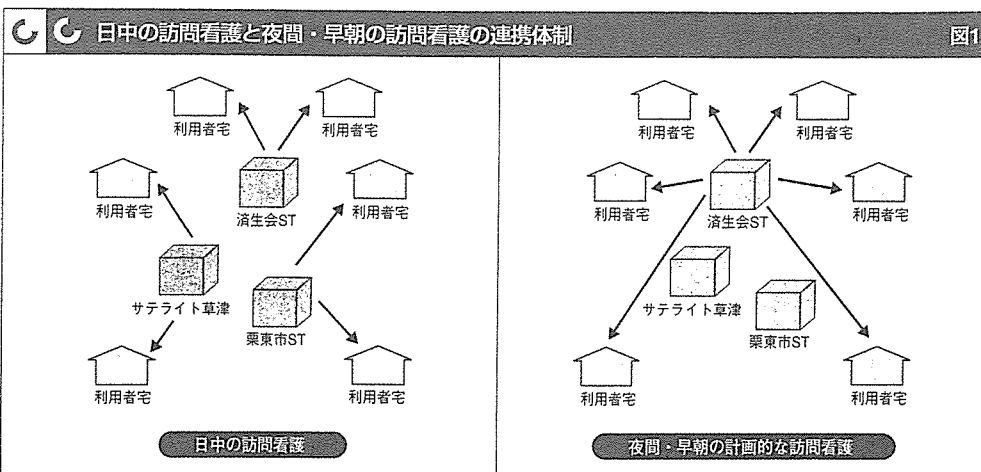 日中の訪問看護と夜間・早朝の訪問看護の連携体制
図1
利用者宅
利用者宅
利用者宅
利用者宅
済生会ST
サテライト草津
栗東市ST
利用者宅
利用者宅
日中の訪問看護
利用者宅
利用者宅
利用者宅
利用者宅
済生会ST
サテライト草津
栗東市ST
利用者宅
利用者宅
夜間・早朝の計画的な訪問看護